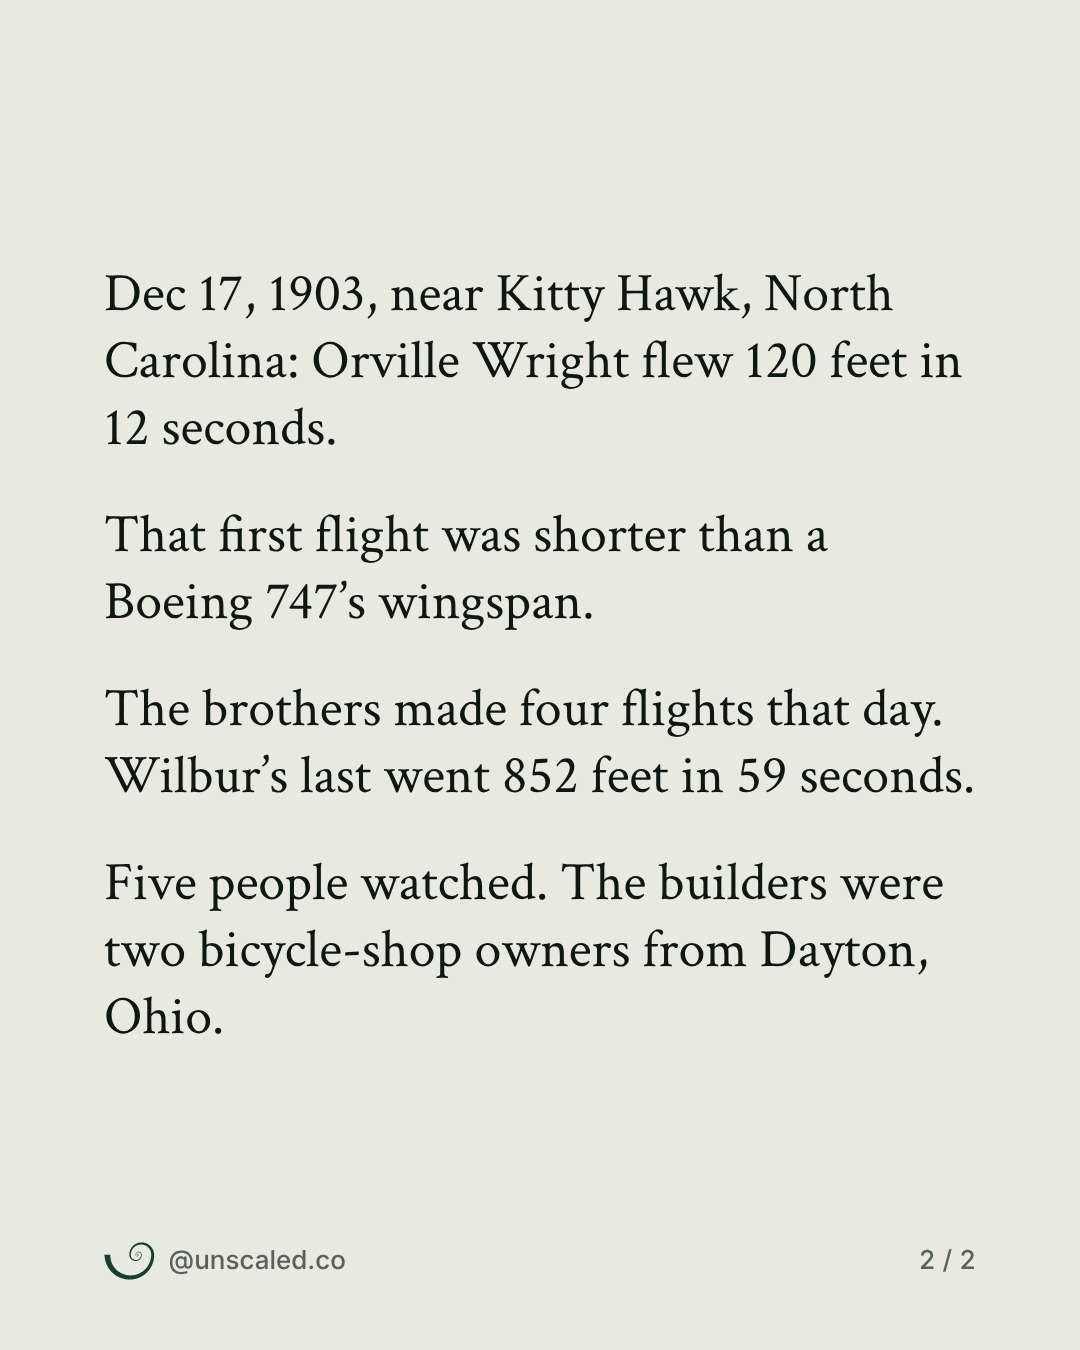 Dec 17, 1903, near Kitty Hawk, North
Carolina: Orville Wright flew 120 feet in
12 seconds.
That first flight was shorter than a
Boeing 747’s wingspan.
The brothers made four flights that day.
Wilbur’s last went 852 feet in 59 seconds.
Five people watched. The builders were
two bicycle-shop owners from Dayton,
Ohio.
@unscaled.co
2 / 2